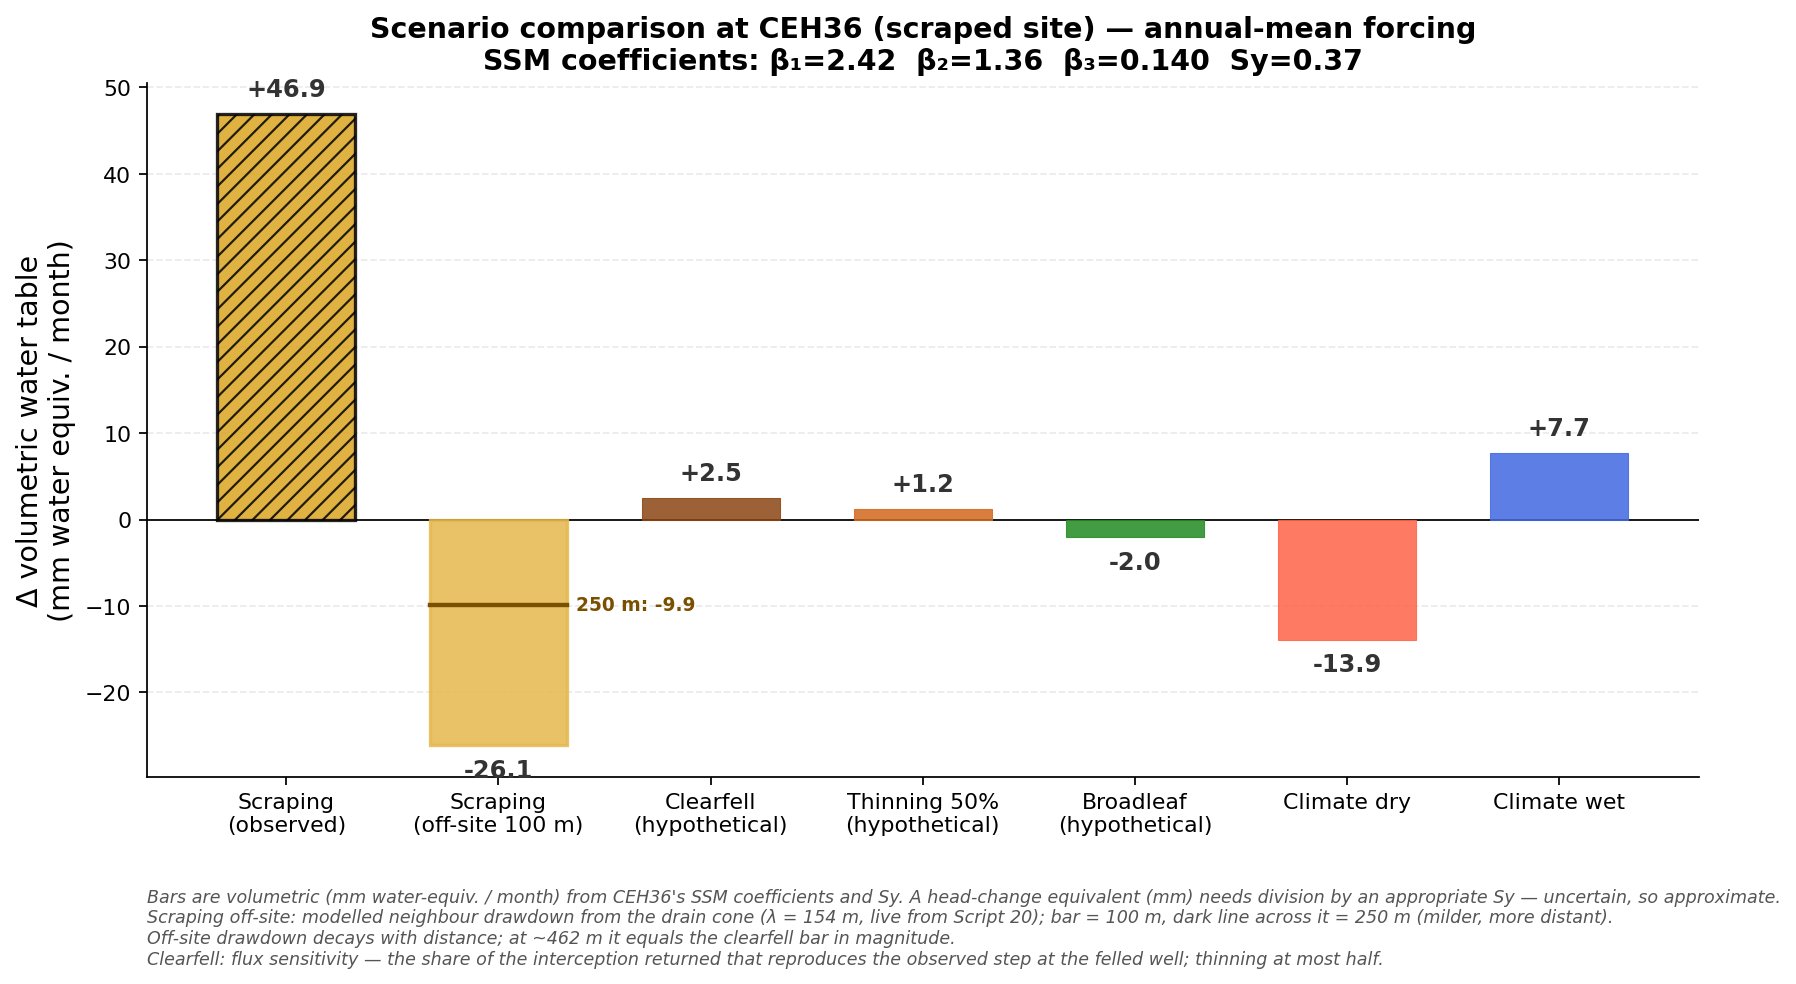 Scenario comparison at CEH36 (scraped site) — annual-mean forcing
SSM coefficients: β₁=2.42  β₂=1.36  β₃=0.140  Sy=0.37
Δ volumetric water table
(mm water equiv. / month)
50
40
30
20
10
0
−10
−20
+46.9
-26.1
250 m: -9.9
+2.5
+1.2
-2.0
-13.9
+7.7
Scraping
(observed)
Scraping
(off-site 100 m)
Clearfell
(hypothetical)
Thinning 50%
(hypothetical)
Broadleaf
(hypothetical)
Climate dry
Climate wet
Bars are volumetric (mm water-equiv. / month) from CEH36's SSM coefficients and Sy. A head-change equivalent (mm) needs division by an appropriate Sy — uncertain, so approximate.
Scraping off-site: modelled neighbour drawdown from the drain cone (λ = 154 m, live from Script 20); bar = 100 m, dark line across it = 250 m (milder, more distant).
Off-site drawdown decays with distance; at ~462 m it equals the clearfell bar in magnitude.
Clearfell: flux sensitivity — the share of the interception returned that reproduces the observed step at the felled well; thinning at most half.